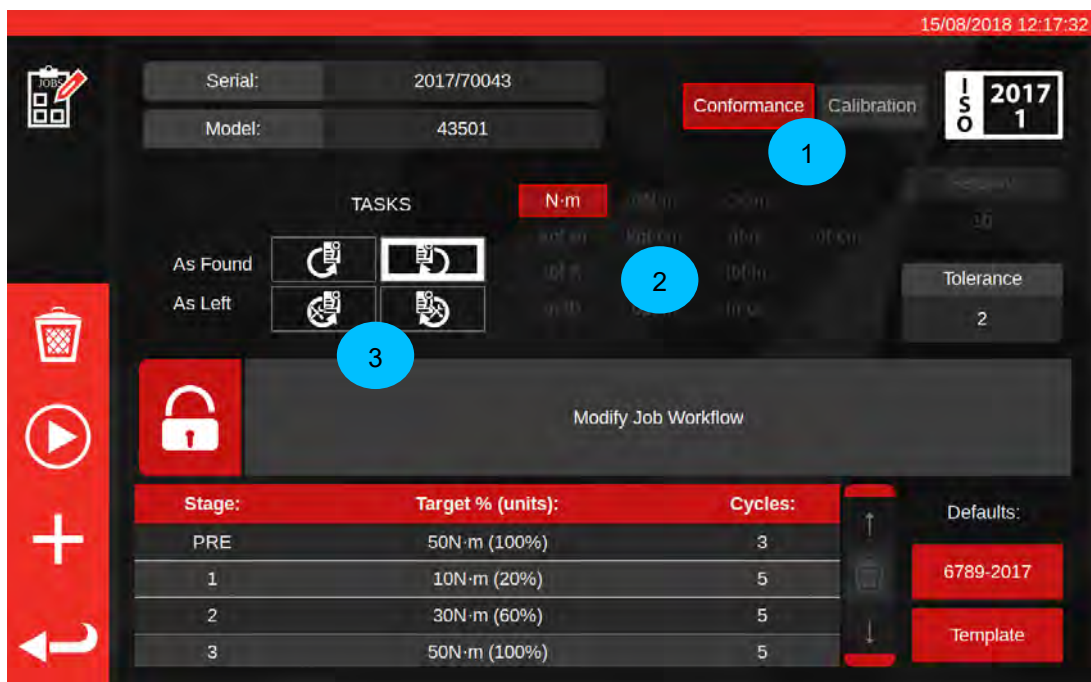 15/08/2018 12:17:32
JOBS
Serial: 2017/70043
Model: 43501
Conformance Calibration
ISO 2017 1
1
TASKS
N·m
As Found
As Left
2
3
Tolerance
2
Modify Job Workflow
Stage: Target % (units): Cycles:
PRE 50N·m (100%) 3
1 10N·m (20%) 5
2 30N·m (60%) 5
3 50N·m (100%) 5
Defaults:
6789-2017
Template